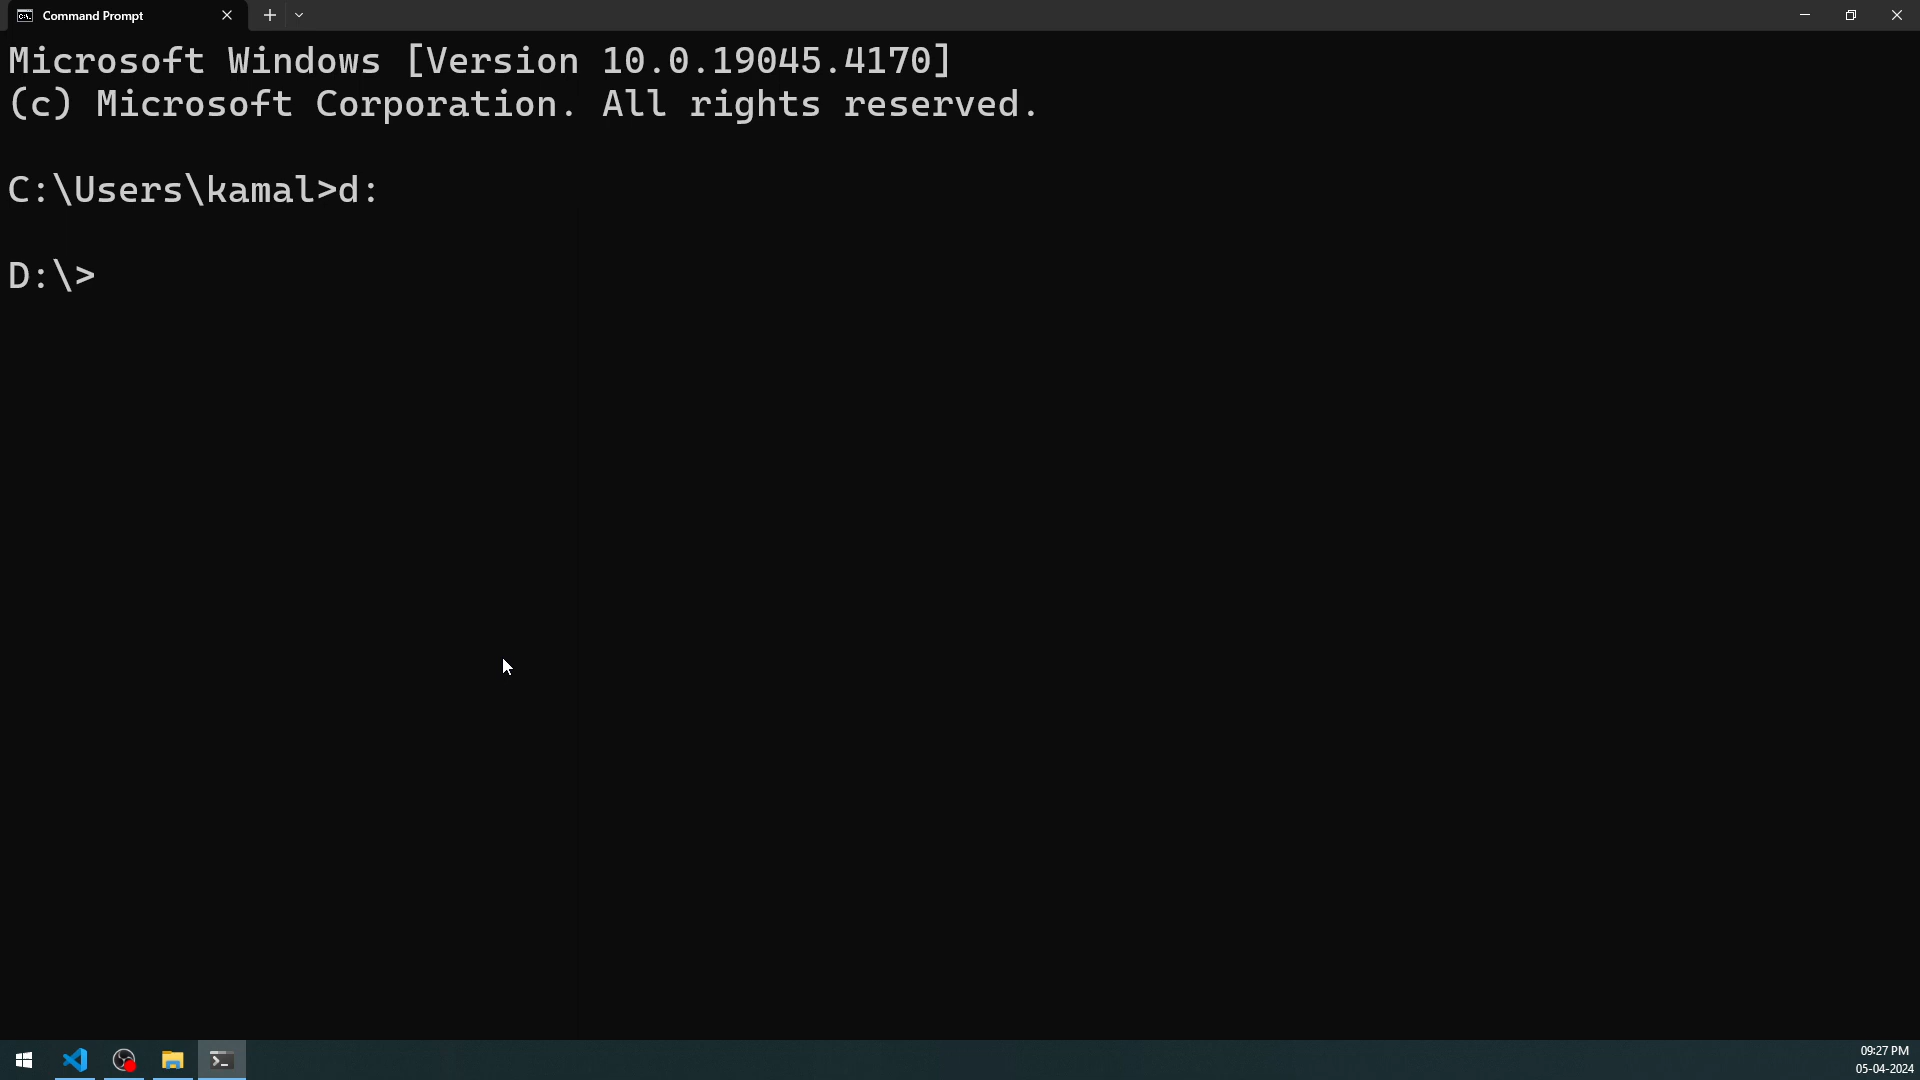 Command Prompt
Microsoft Windows [Version 10.0.19045.4170]
(c) Microsoft Corporation. All rights reserved.
C:\Users\kamal>d:
D:\>
09:27 PM
05-04-2024